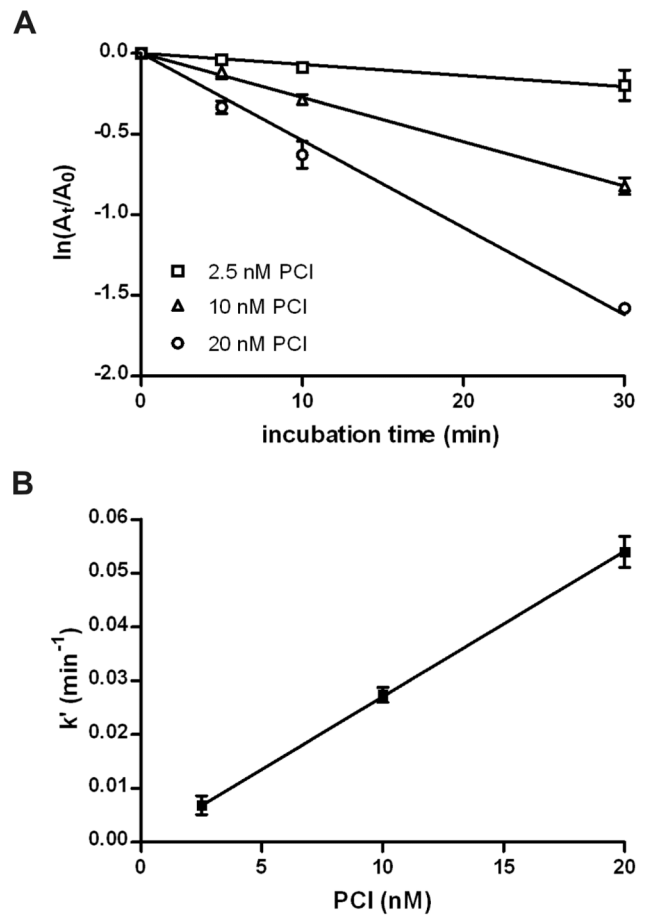 A
ln(At/A0)
0.0
-0.5
-1.0
-1.5
-2.0
2.5 nM PCI
10 nM PCI
20 nM PCI
0 10 20 30
incubation time (min)
B
k' (min-1)
0.06
0.05
0.04
0.03
0.02
0.01
0.00
0 5 10 15 20
PCI (nM)